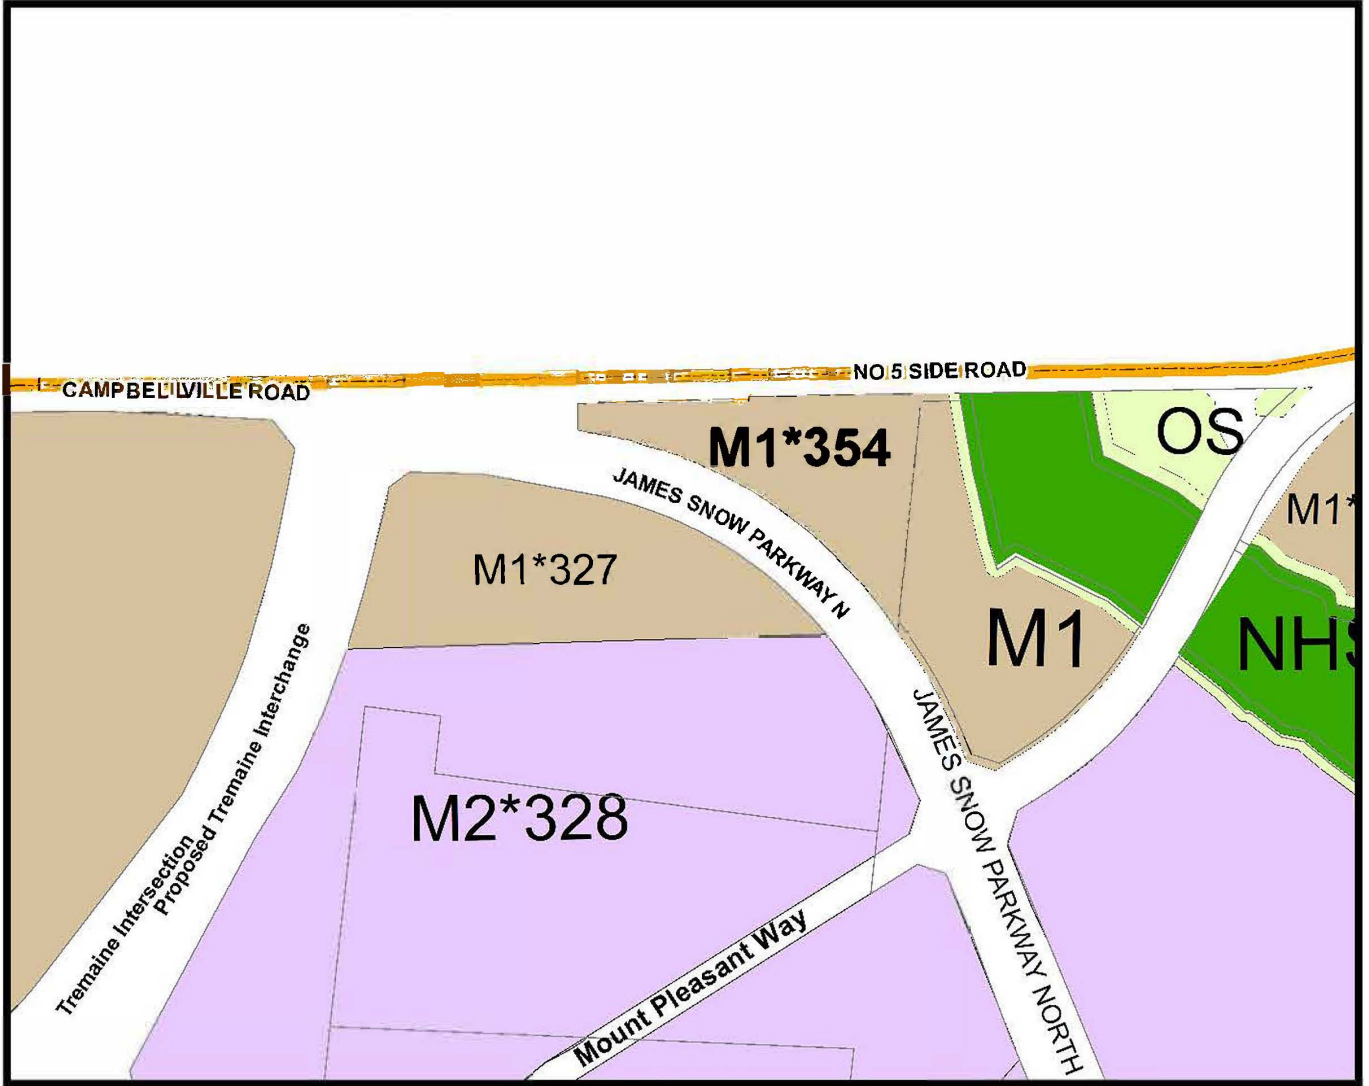 CAMPBELLVILLE ROAD
NO 5 SIDE ROAD
OS
M1*354
JAMES SNOW PARKWAY N
M1*
M1*327
M1
NHS
JAMES SNOW PARKWAY NORTH
Proposed Tremaine Interchange
Tremaine Intersection
M2*328
Mount Pleasant Way